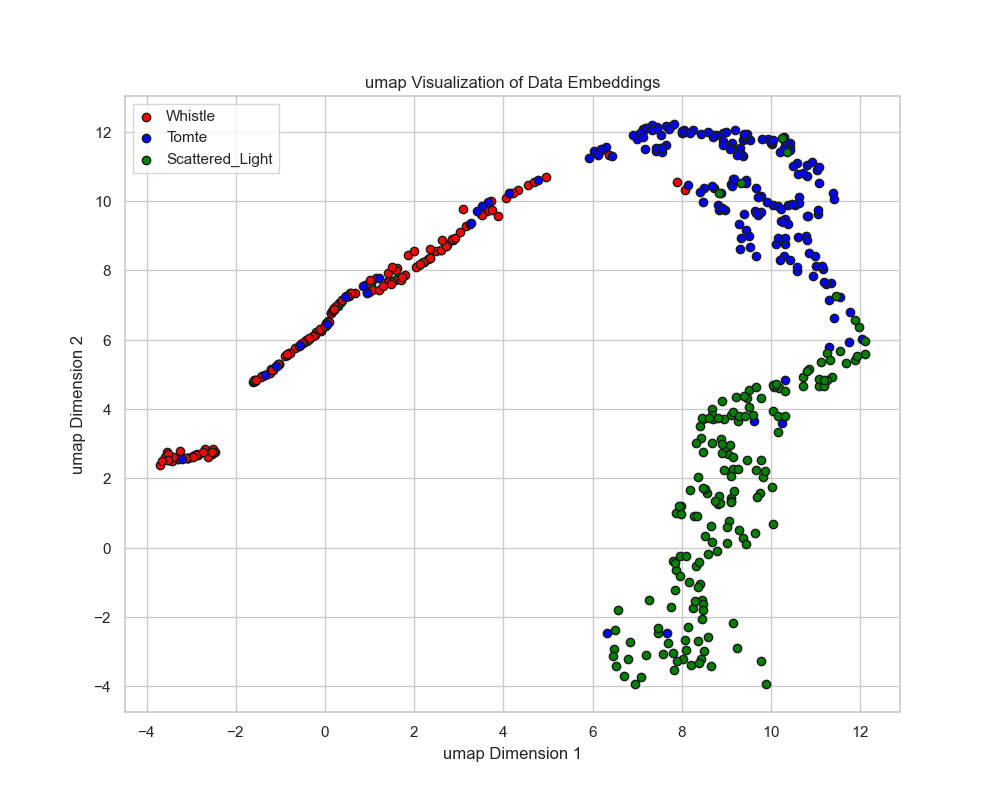 umap Visualization of Data Embeddings
Whistle
Tomte
Scattered_Light
umap Dimension 2
12
10
8
6
4
2
0
−2
−4
−4 −2 0 2 4 6 8 10 12
umap Dimension 1